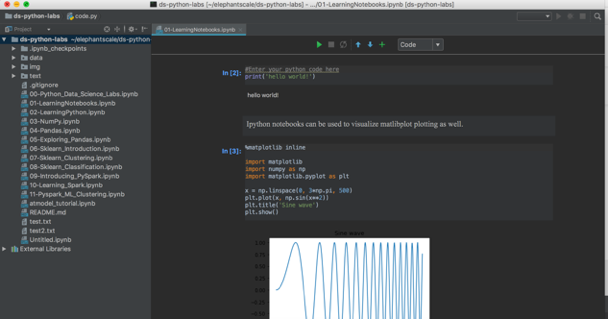 ds-python-labs [~/elephantscale/ds-python-labs] - .../01-LearningNotebooks.ipynb [ds-python-labs]
ds-python-labs code.py
Project
01-LearningNotebooks.ipynb
ds-python-labs ~/elephantscale/ds-python
.ipynb_checkpoints
data
img
test
.gitignore
00-Python_Data_Science_Labs.ipynb
01-LearningNotebooks.ipynb
02-LearningPython.ipynb
03-NumPy.ipynb
04-Pandas.ipynb
05-Exploring_Pandas.ipynb
06-Sklearn_Introduction.ipynb
07-Sklearn_Clustering.ipynb
08-Sklearn_Classification.ipynb
09-Introducing_PySpark.ipynb
10-Learning_Spark.ipynb
11-Pyspark_ML_Clustering.ipynb
atmodel_tutorial.ipynb
README.md
test.txt
test2.txt
Untitled.ipynb
External Libraries
Code
In [2]:
#Enter your python code here
print('hello world!')
hello world!
Ipython notebooks can be used to visualize matlibplot plotting as well.
In [3]:
%matplotlib inline
import matplotlib
import numpy as np
import matplotlib.pyplot as plt
x = np.linspace(0, 3*np.pi, 500)
plt.plot(x, np.sin(x**2))
plt.title('Sine wave')
plt.show()
Sine wave
1.00
0.75
0.50
0.25
0.00
-0.25
-0.50